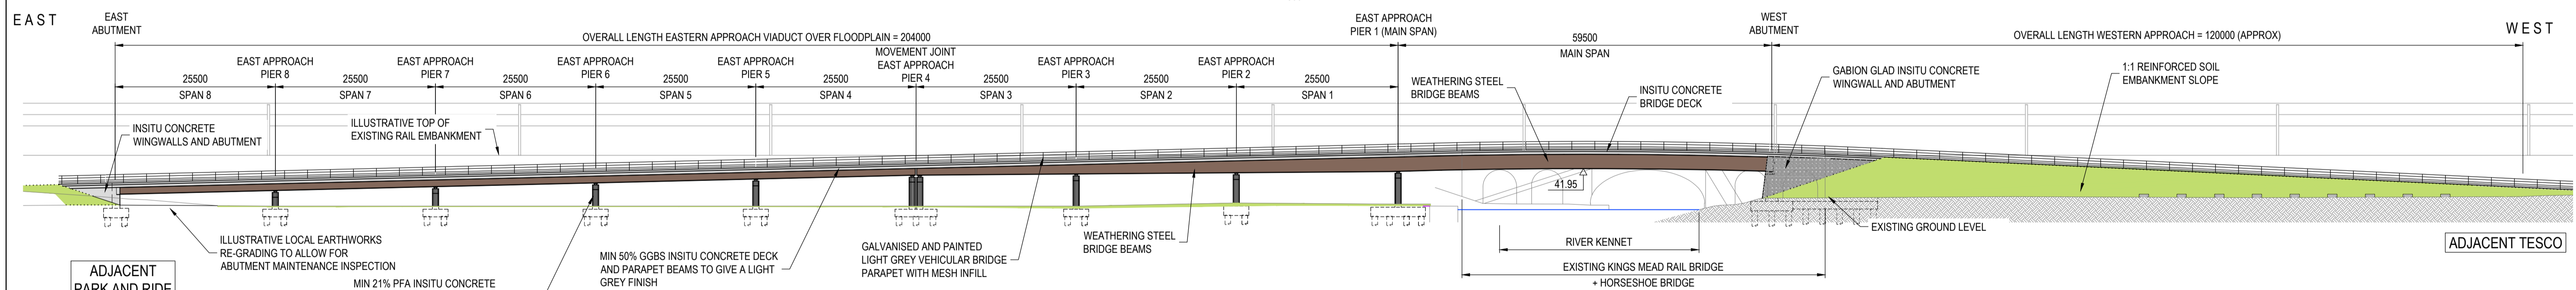 EAST
EAST
ABUTMENT
EAST APPROACH
PIER 1 (MAIN SPAN)
WEST
ABUTMENT
WEST
OVERALL LENGTH EASTERN APPROACH VIADUCT OVER FLOODPLAIN = 204000
59500
MAIN SPAN
OVERALL LENGTH WESTERN APPROACH = 120000 (APPROX)
25500
SPAN 8
EAST APPROACH
PIER 8
25500
SPAN 7
EAST APPROACH
PIER 7
25500
SPAN 6
EAST APPROACH
PIER 6
25500
SPAN 5
EAST APPROACH
PIER 5
25500
SPAN 4
MOVEMENT JOINT
EAST APPROACH
PIER 4
25500
SPAN 3
EAST APPROACH
PIER 3
25500
SPAN 2
EAST APPROACH
PIER 2
25500
SPAN 1
WEATHERING STEEL
BRIDGE BEAMS
INSITU CONCRETE
BRIDGE DECK
GABION GLAD INSITU CONCRETE
WINGWALL AND ABUTMENT
1:1 REINFORCED SOIL
EMBANKMENT SLOPE
INSITU CONCRETE
WINGWALLS AND ABUTMENT
ILLUSTRATIVE TOP OF
EXISTING RAIL EMBANKMENT
41.95
ILLUSTRATIVE LOCAL EARTHWORKS
RE-GRADING TO ALLOW FOR
ABUTMENT MAINTENANCE INSPECTION
MIN 50% GGBS INSITU CONCRETE DECK
AND PARAPET BEAMS TO GIVE A LIGHT
GREY FINISH
GALVANISED AND PAINTED
LIGHT GREY VEHICULAR BRIDGE
PARAPET WITH MESH INFILL
WEATHERING STEEL
BRIDGE BEAMS
RIVER KENNET
EXISTING KINGS MEAD RAIL BRIDGE
+ HORSESHOE BRIDGE
EXISTING GROUND LEVEL
ADJACENT TESCO
ADJACENT
PARK AND RIDE
MIN 21% PFA INSITU CONCRETE